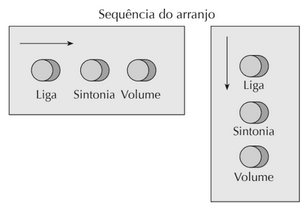 Sequência do arranjo
Liga Sintonia Volume
Liga
Sintonia
Volume